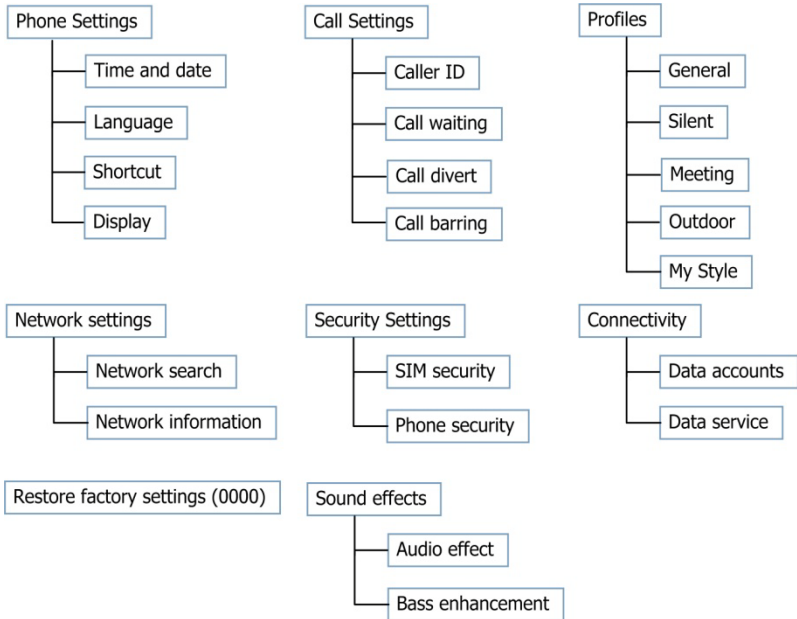 Phone Settings
Time and date
Language
Shortcut
Display
Call Settings
Caller ID
Call waiting
Call divert
Call barring
Profiles
General
Silent
Meeting
Outdoor
My Style
Network settings
Network search
Network information
Security Settings
SIM security
Phone security
Connectivity
Data accounts
Data service
Restore factory settings (0000)
Sound effects
Audio effect
Bass enhancement